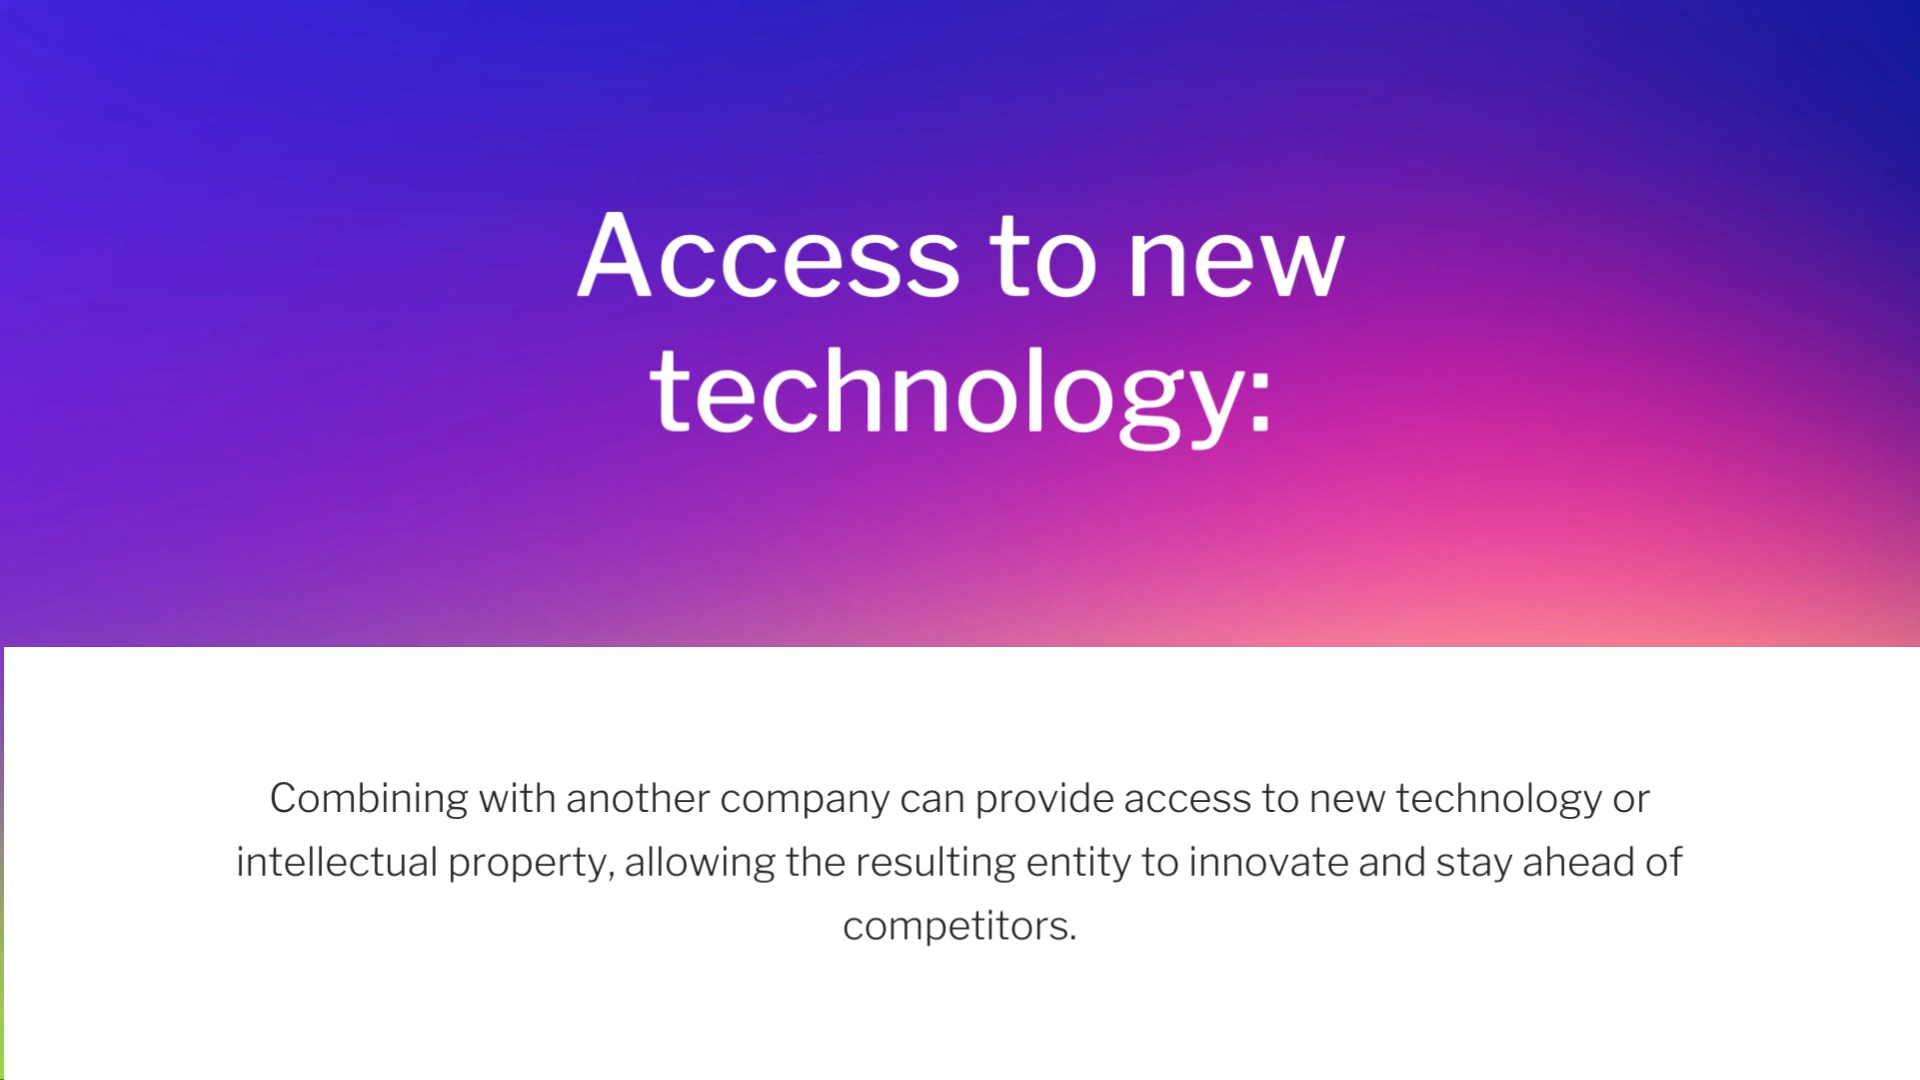 Access to new
technology:
Combining with another company can provide access to new technology or
intellectual property, allowing the resulting entity to innovate and stay ahead of
competitors.